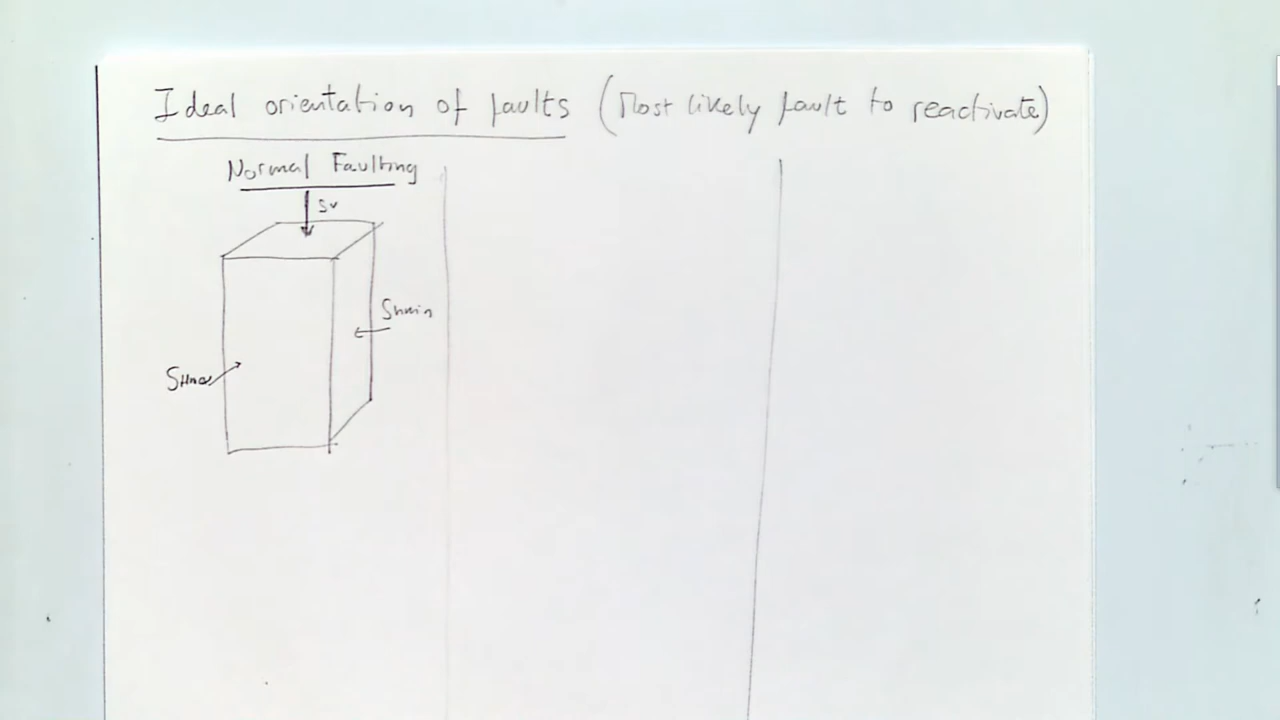 Ideal orientation of faults (Most likely fault to reactivate)
Normal Faulting
Sv
Shmin
SHmax